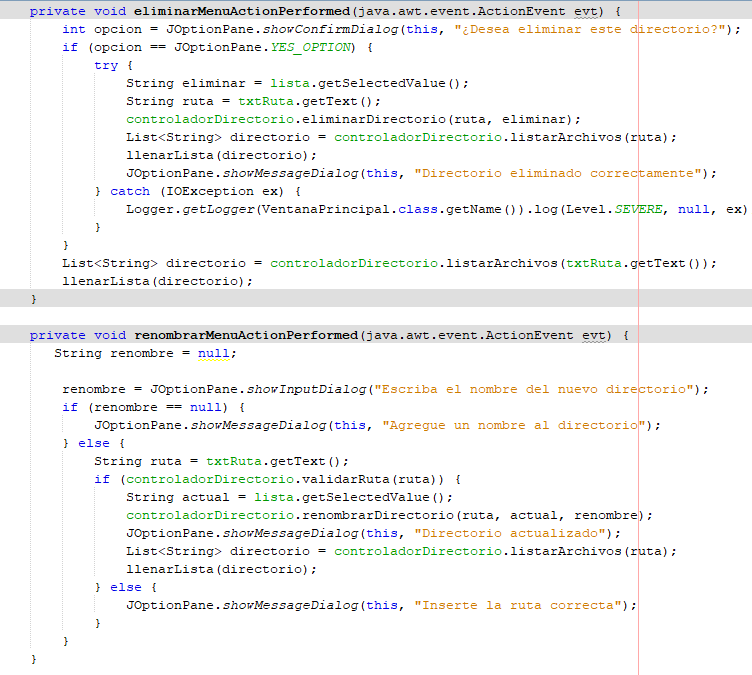 private void eliminarMenuActionPerformed(java.awt.event.ActionEvent evt) {
    int opcion = JOptionPane.showConfirmDialog(this, "¿Desea eliminar este directorio?");
    if (opcion == JOptionPane.YES_OPTION) {
        try {
            String eliminar = lista.getSelectedValue();
            String ruta = txtRuta.getText();
            controladorDirectorio.eliminarDirectorio(ruta, eliminar);
            List<String> directorio = controladorDirectorio.listarArchivos(ruta);
            llenarLista(directorio);
            JOptionPane.showMessageDialog(this, "Directorio eliminado correctamente");
        } catch (IOException ex) {
            Logger.getLogger(VentanaPrincipal.class.getName()).log(Level.SEVERE, null, ex)
        }
    }
    List<String> directorio = controladorDirectorio.listarArchivos(txtRuta.getText());
    llenarLista(directorio);
}
private void renombrarMenuActionPerformed(java.awt.event.ActionEvent evt) {
   String renombre = null;
    renombre = JOptionPane.showInputDialog("Escriba el nombre del nuevo directorio");
    if (renombre == null) {
        JOptionPane.showMessageDialog(this, "Agregue un nombre al directorio");
    } else {
        String ruta = txtRuta.getText();
        if (controladorDirectorio.validarRuta(ruta)) {
            String actual = lista.getSelectedValue();
            controladorDirectorio.renombrarDirectorio(ruta, actual, renombre);
            JOptionPane.showMessageDialog(this, "Directorio actualizado");
            List<String> directorio = controladorDirectorio.listarArchivos(ruta);
            llenarLista(directorio);
        } else {
            JOptionPane.showMessageDialog(this, "Inserte la ruta correcta");
        }
    }
}